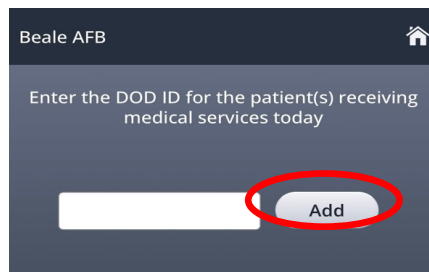 Beale AFB
Enter the DOD ID for the patient(s) receiving
medical services today
Add